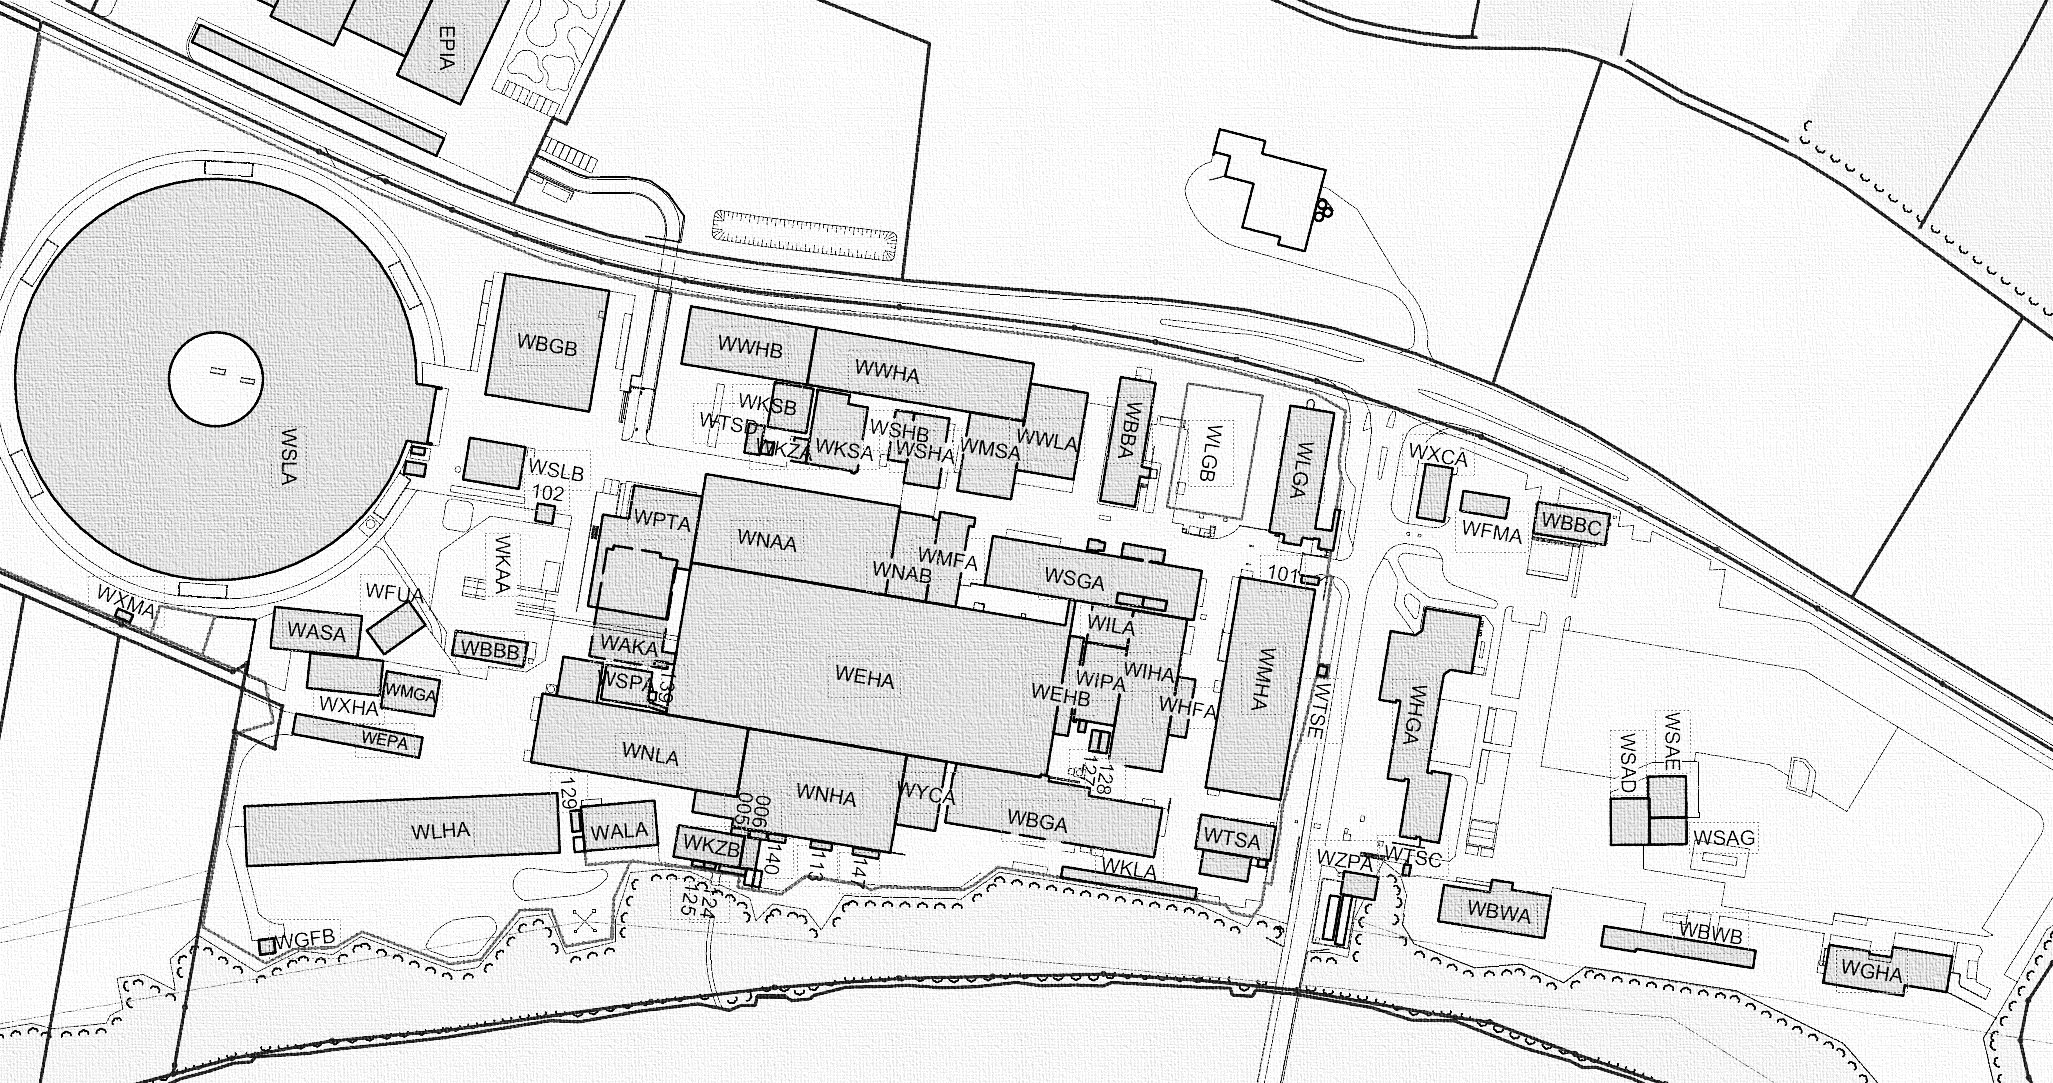 EPIA
WBGB
WWHB
WWHA
WKSB
WTSD
WKZA
WKSA
WSHB
WSHA
WMSA
WWLA
WBBA
WLGB
WLGA
WXCA
WFMA
WBBC
WSLA
WSLB
102
WPTA
WNAA
WNAB
WMFA
WSGA
101
WKAA
WXMA
WFUA
WASA
WBBB
WAKA
WILA
WIHA
WIPA
WEHA
WEHB
WHFA
WMHA
WTSE
WHGA
WMGA
WXHA
WSPA
139
WEPA
WNLA
WNHA
WYCA
WBGA
127
128
WSAD
WSAE
WSAG
WLHA
129
WALA
005
006
WKZB
140
113
147
124
125
WKLA
WTSA
WZPA
WTSC
WBWA
WBWB
WGHA
WGFB